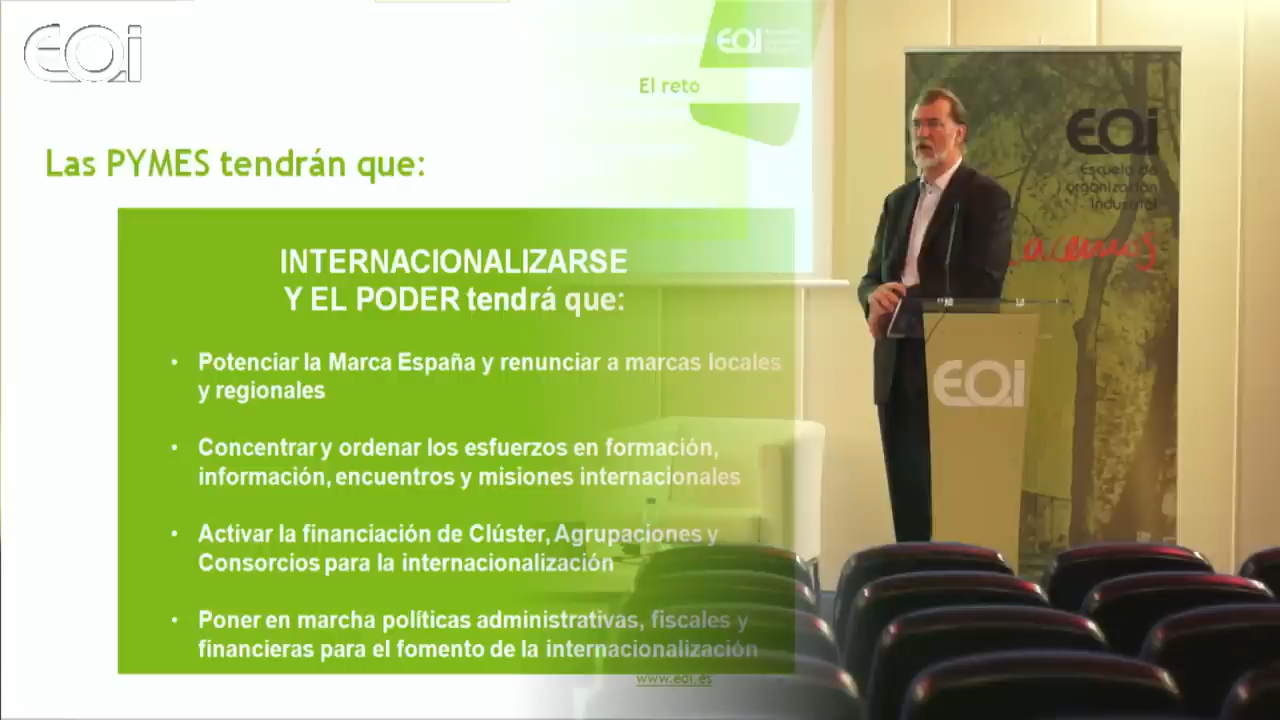 EOi
EOi
El reto
Las PYMES tendrán que:
INTERNACIONALIZARSE
Y EL PODER tendrá que:
• Potenciar la Marca España y renunciar a marcas locales
y regionales
• Concentrar y ordenar los esfuerzos en formación,
información, encuentros y misiones internacionales
• Activar la financiación de Clúster, Agrupaciones y
Consorcios para la internacionalización
• Poner en marcha políticas administrativas, fiscales y
financieras para el fomento de la internacionalización
www.eoi.es
EOi
Escuela de
organización
Industrial
EOi